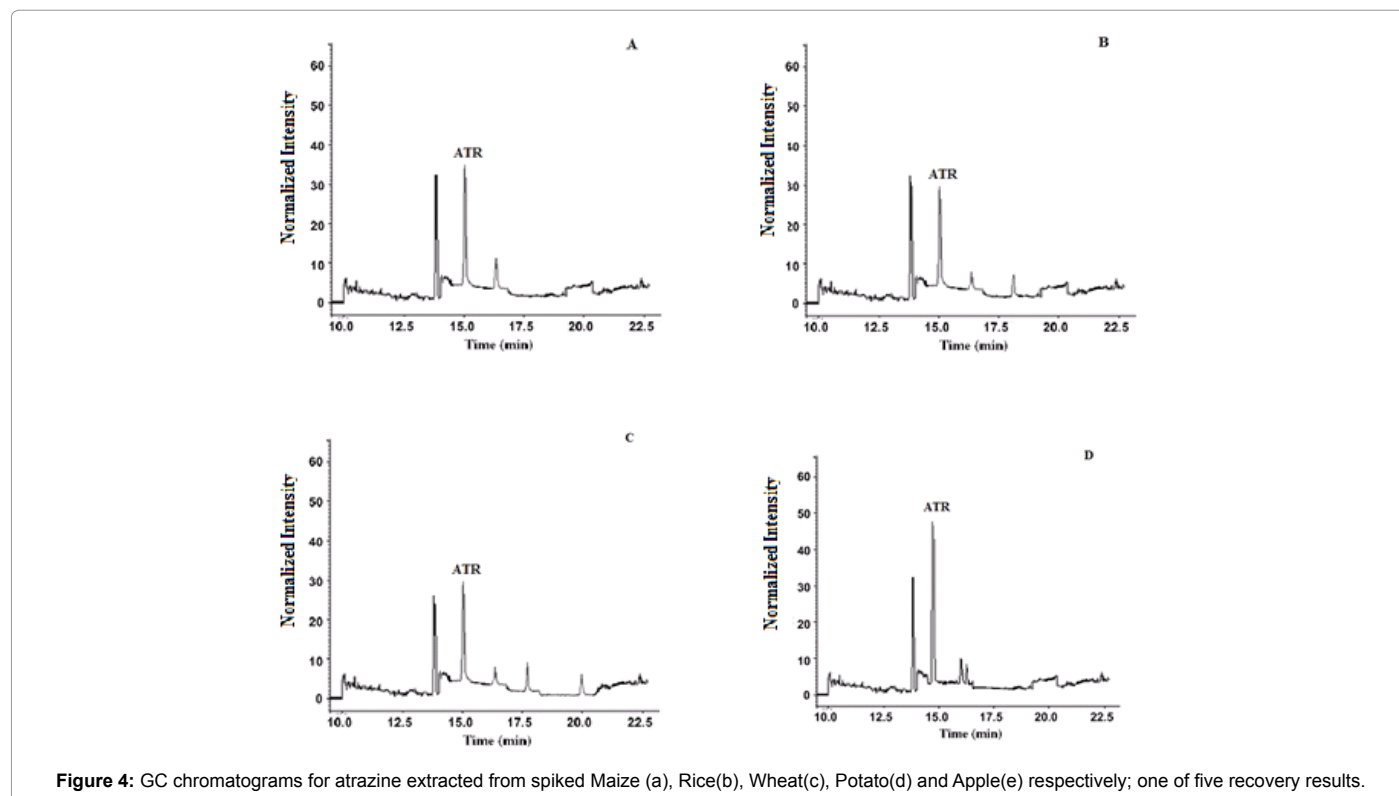 A
Normalized Intensity
60
50
40
30
20
10
0
ATR
10.0 12.5 15.0 17.5 20.0 22.5
Time (min)
B
Normalized Intensity
60
50
40
30
20
10
0
ATR
10.0 12.5 15.0 17.5 20.0 22.5
Time (min)
C
Normalized Intensity
60
50
40
30
20
10
0
ATR
10.0 12.5 15.0 17.5 20.0 22.5
Time (min)
D
Normalized Intensity
60
50
40
30
20
10
0
ATR
10.0 12.5 15.0 17.5 20.0 22.5
Time (min)
Figure 4: GC chromatograms for atrazine extracted from spiked Maize (a), Rice(b), Wheat(c), Potato(d) and Apple(e) respectively; one of five recovery results.